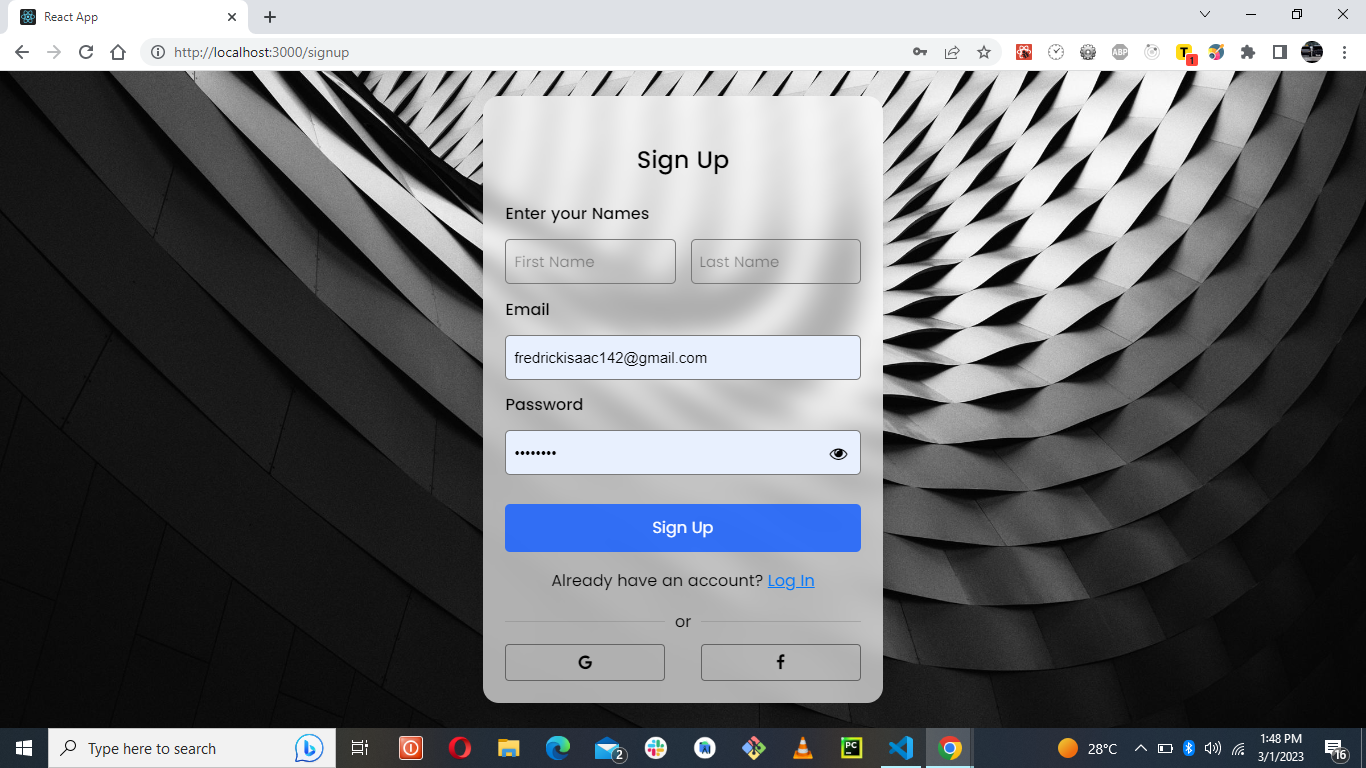 React App
http://localhost:3000/signup
ABP
T
1
Sign Up
Enter your Names
First Name Last Name
Email
fredrickisaac142@gmail.com
Password
••••••••
Sign Up
Already have an account? Log In
or
G f
Type here to search
2
PC
28°C
1:48 PM
3/1/2023
16